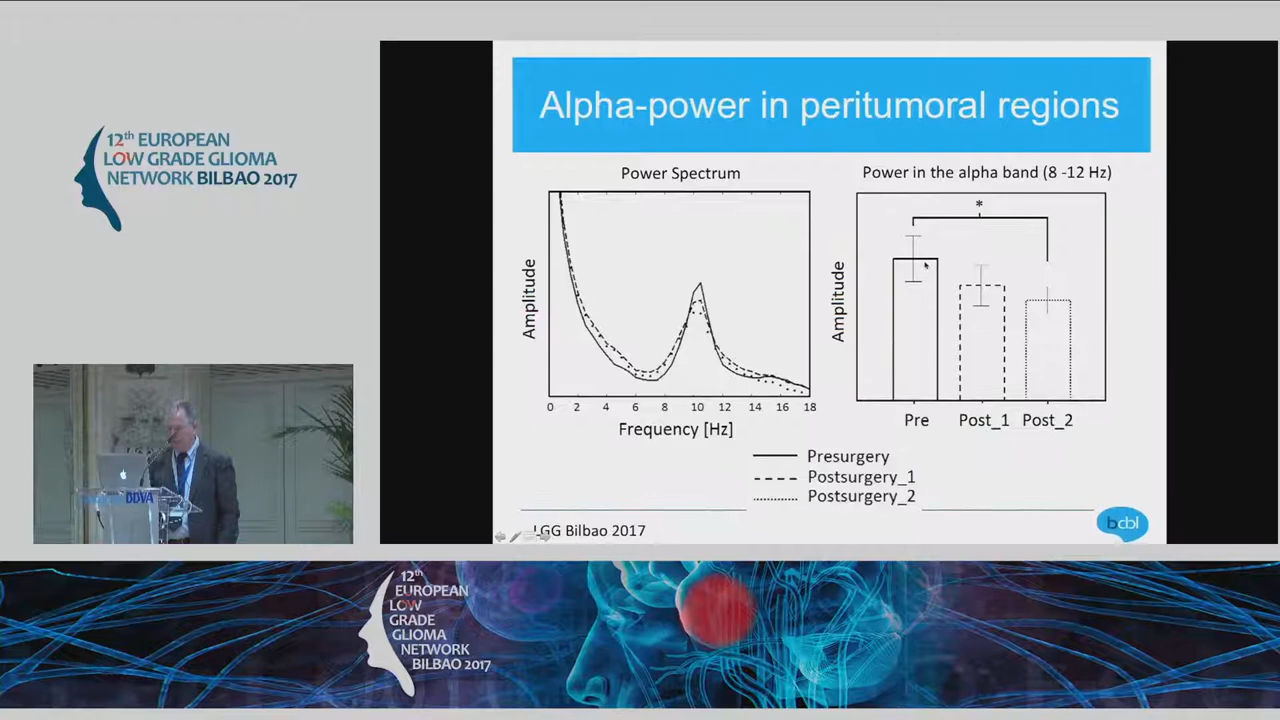 12th EUROPEAN
LOW GRADE GLIOMA
NETWORK BILBAO 2017
Alpha-power in peritumoral regions
Power Spectrum
Amplitude
0 2 4 6 8 10 12 14 16 18
Frequency [Hz]
Power in the alpha band (8 -12 Hz)
*
Amplitude
Pre Post_1 Post_2
Presurgery
Postsurgery_1
Postsurgery_2
LGG Bilbao 2017
bcbl
BBVA
12th
EUROPEAN
LOW
GRADE
GLIOMA
NETWORK
BILBAO 2017